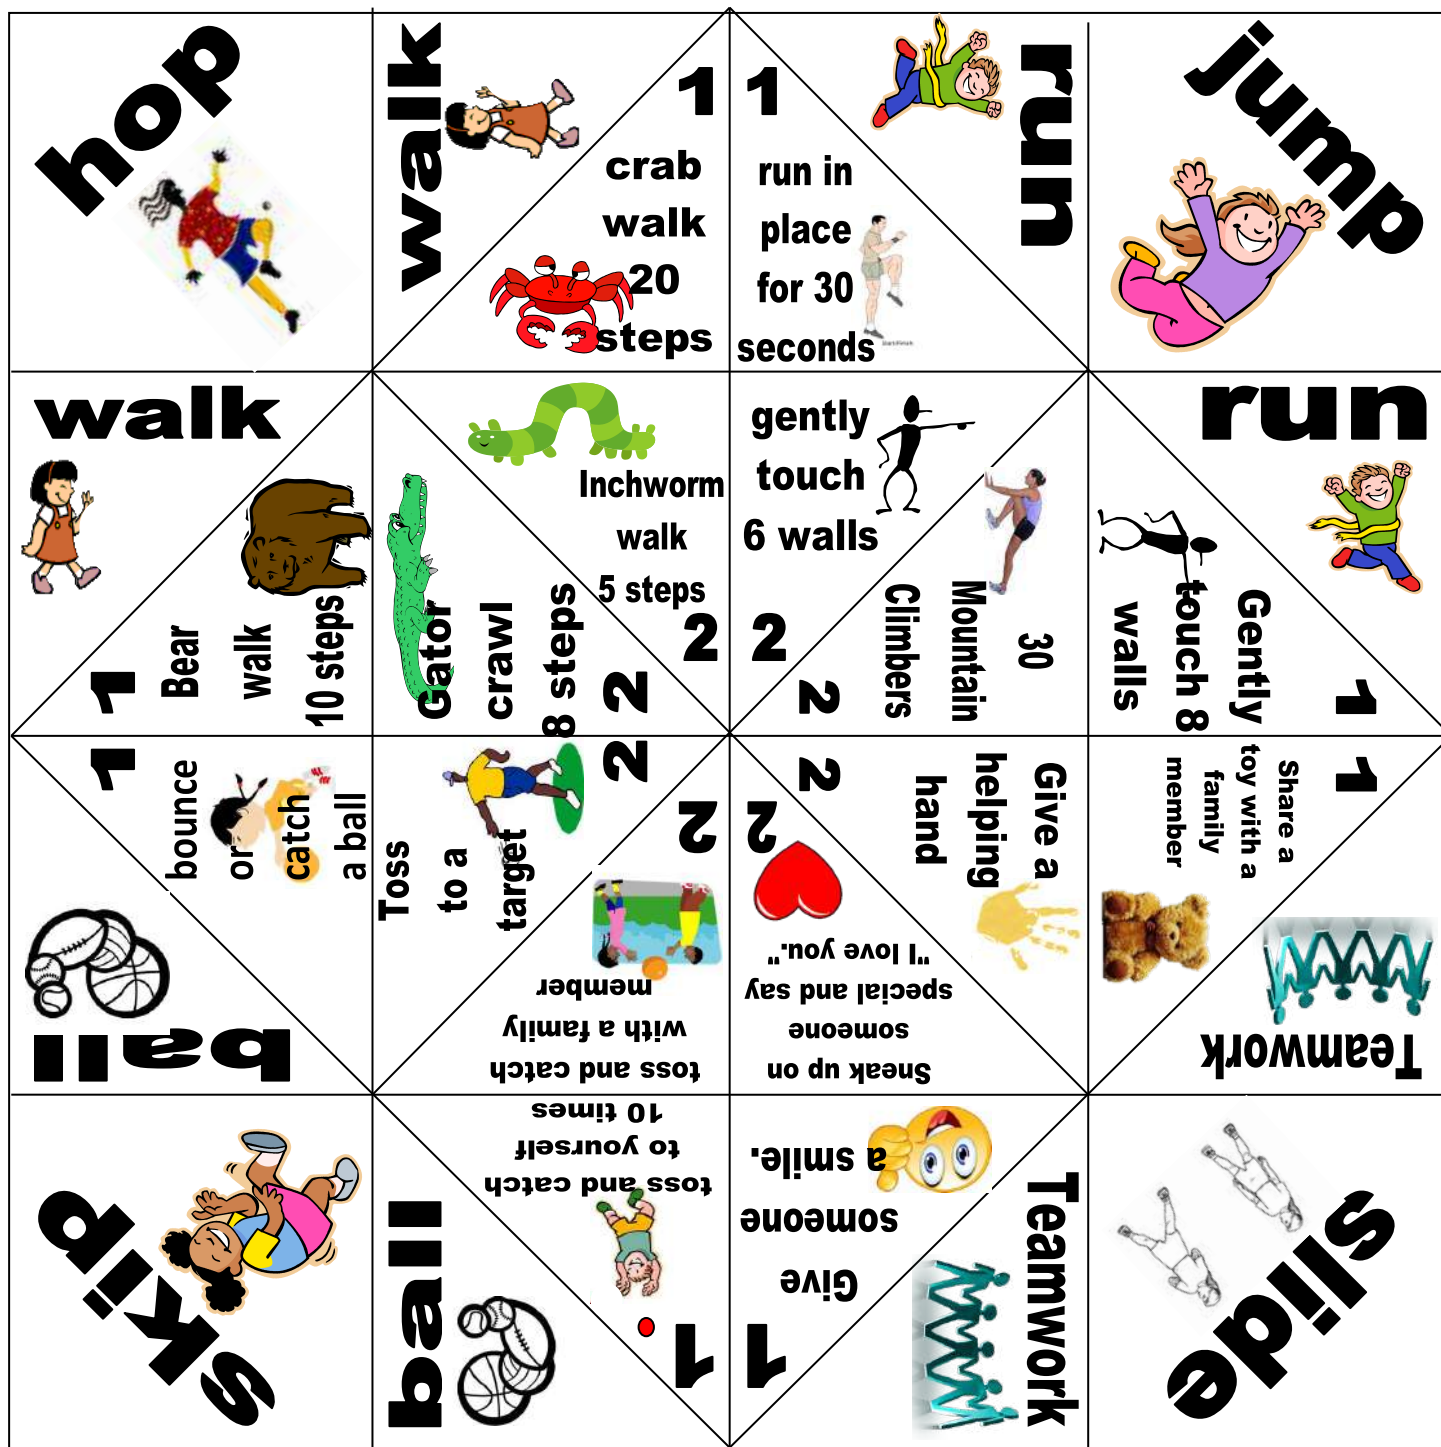 hop
walk
1
crab
walk
20
steps
1
run in
place
for 30
seconds
run
jump
walk
1
Bear
walk
10 steps
Gator
crawl
8 steps
2
Inchworm
walk
5 steps
2
gently
touch
6 walls
2
30
Mountain
Climbers
2
Gently
touch 8
walls
1
run
1
bounce
or
catch
a ball
ball
2
Toss
to a
target
2
toss and catch
with a family
member
2
Sneak up on
someone
special and say
"I love you."
2
Give a
helping
hand
1
Share a
toy with a
family
member
Teamwork
skip
ball
1
toss and catch
to yourself
10 times
1
Give
someone
a smile.
Teamwork
slide